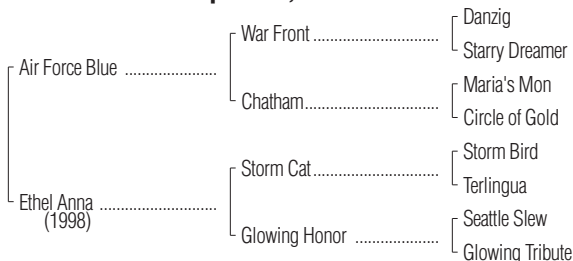 Danzig
War Front ................................
Starry Dreamer
Air Force Blue ......................
Maria's Mon
Chatham..................................
Circle of Gold
Storm Bird
Storm Cat................................
Terlingua
Ethel Anna ............................
(1998)
Seattle Slew
Glowing Honor ....................
Glowing Tribute